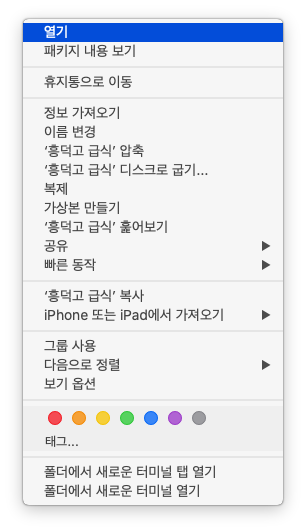 열기
패키지 내용 보기
휴지통으로 이동
정보 가져오기
이름 변경
‘흥덕고 급식’ 압축
‘흥덕고 급식’ 디스크로 굽기...
복제
가상본 만들기
‘흥덕고 급식’ 훑어보기
공유
빠른 동작
‘흥덕고 급식’ 복사
iPhone 또는 iPad에서 가져오기
그룹 사용
다음으로 정렬
보기 옵션
태그...
폴더에서 새로운 터미널 탭 열기
폴더에서 새로운 터미널 열기